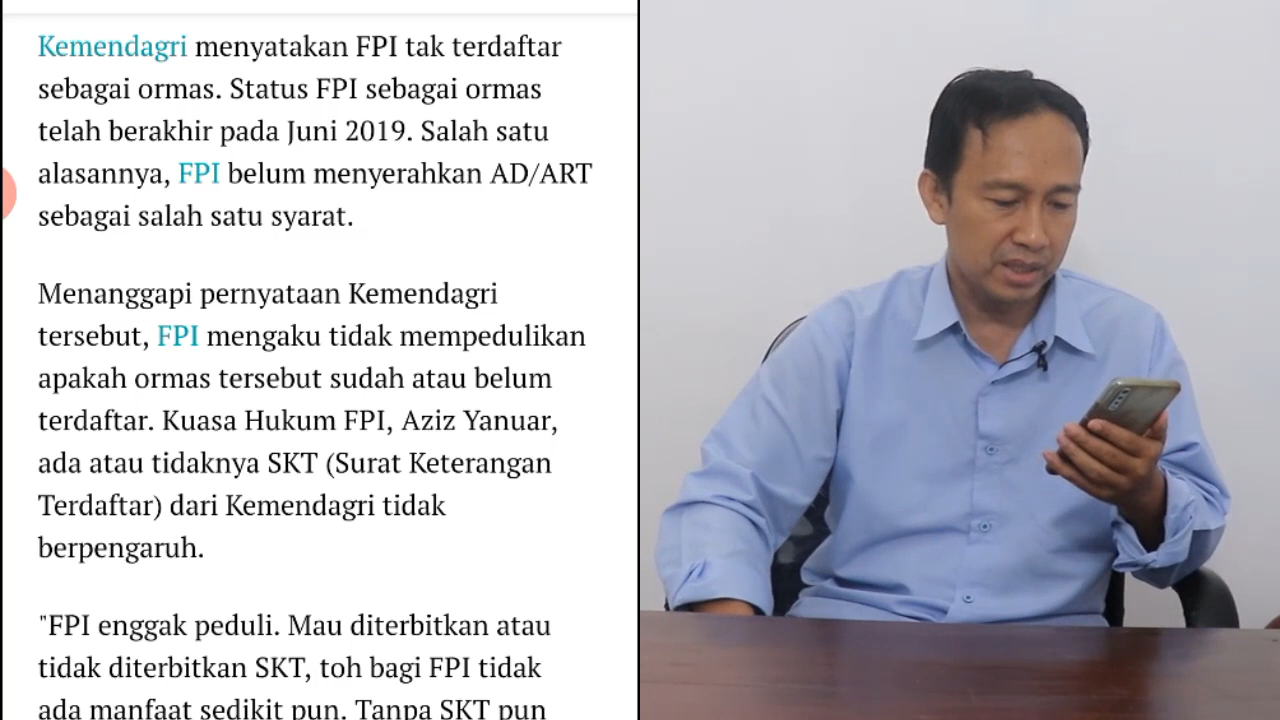 Kemendagri menyatakan FPI tak terdaftar
sebagai ormas. Status FPI sebagai ormas
telah berakhir pada Juni 2019. Salah satu
alasannya, FPI belum menyerahkan AD/ART
sebagai salah satu syarat.
Menanggapi pernyataan Kemendagri
tersebut, FPI mengaku tidak mempedulikan
apakah ormas tersebut sudah atau belum
terdaftar. Kuasa Hukum FPI, Aziz Yanuar,
ada atau tidaknya SKT (Surat Keterangan
Terdaftar) dari Kemendagri tidak
berpengaruh.
"FPI enggak peduli. Mau diterbitkan atau
tidak diterbitkan SKT, toh bagi FPI tidak
ada manfaat sedikit pun. Tanpa SKT pun